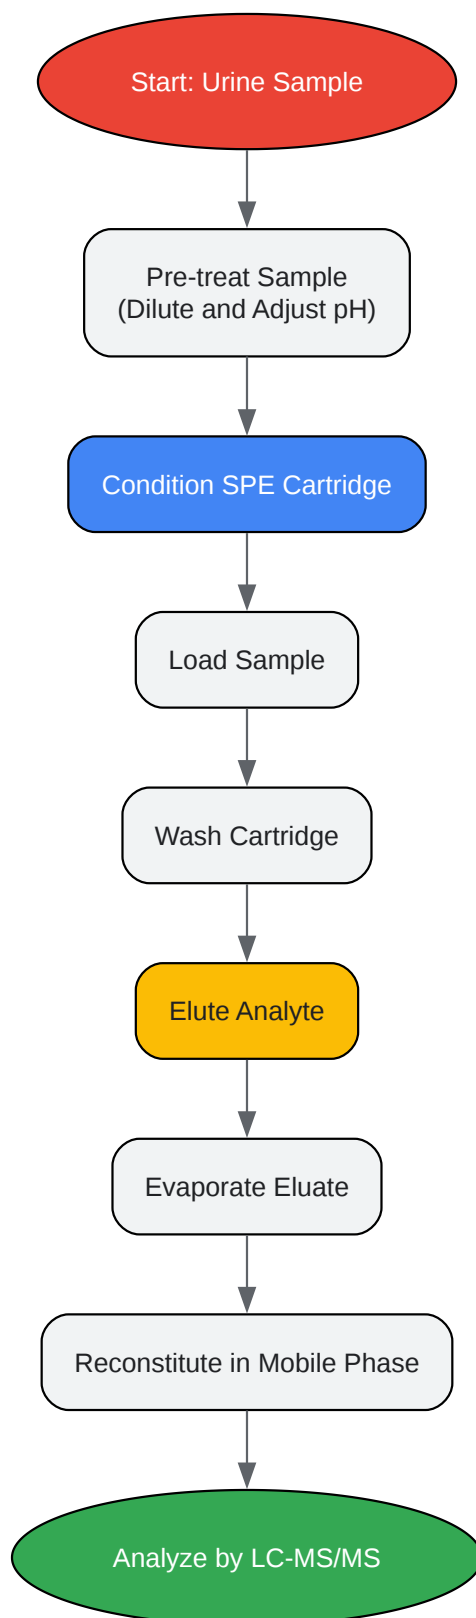 Start: Urine Sample
Pre-treat Sample
(Dilute and Adjust pH)
Condition SPE Cartridge
Load Sample
Wash Cartridge
Elute Analyte
Evaporate Eluate
Reconstitute in Mobile Phase
Analyze by LC-MS/MS